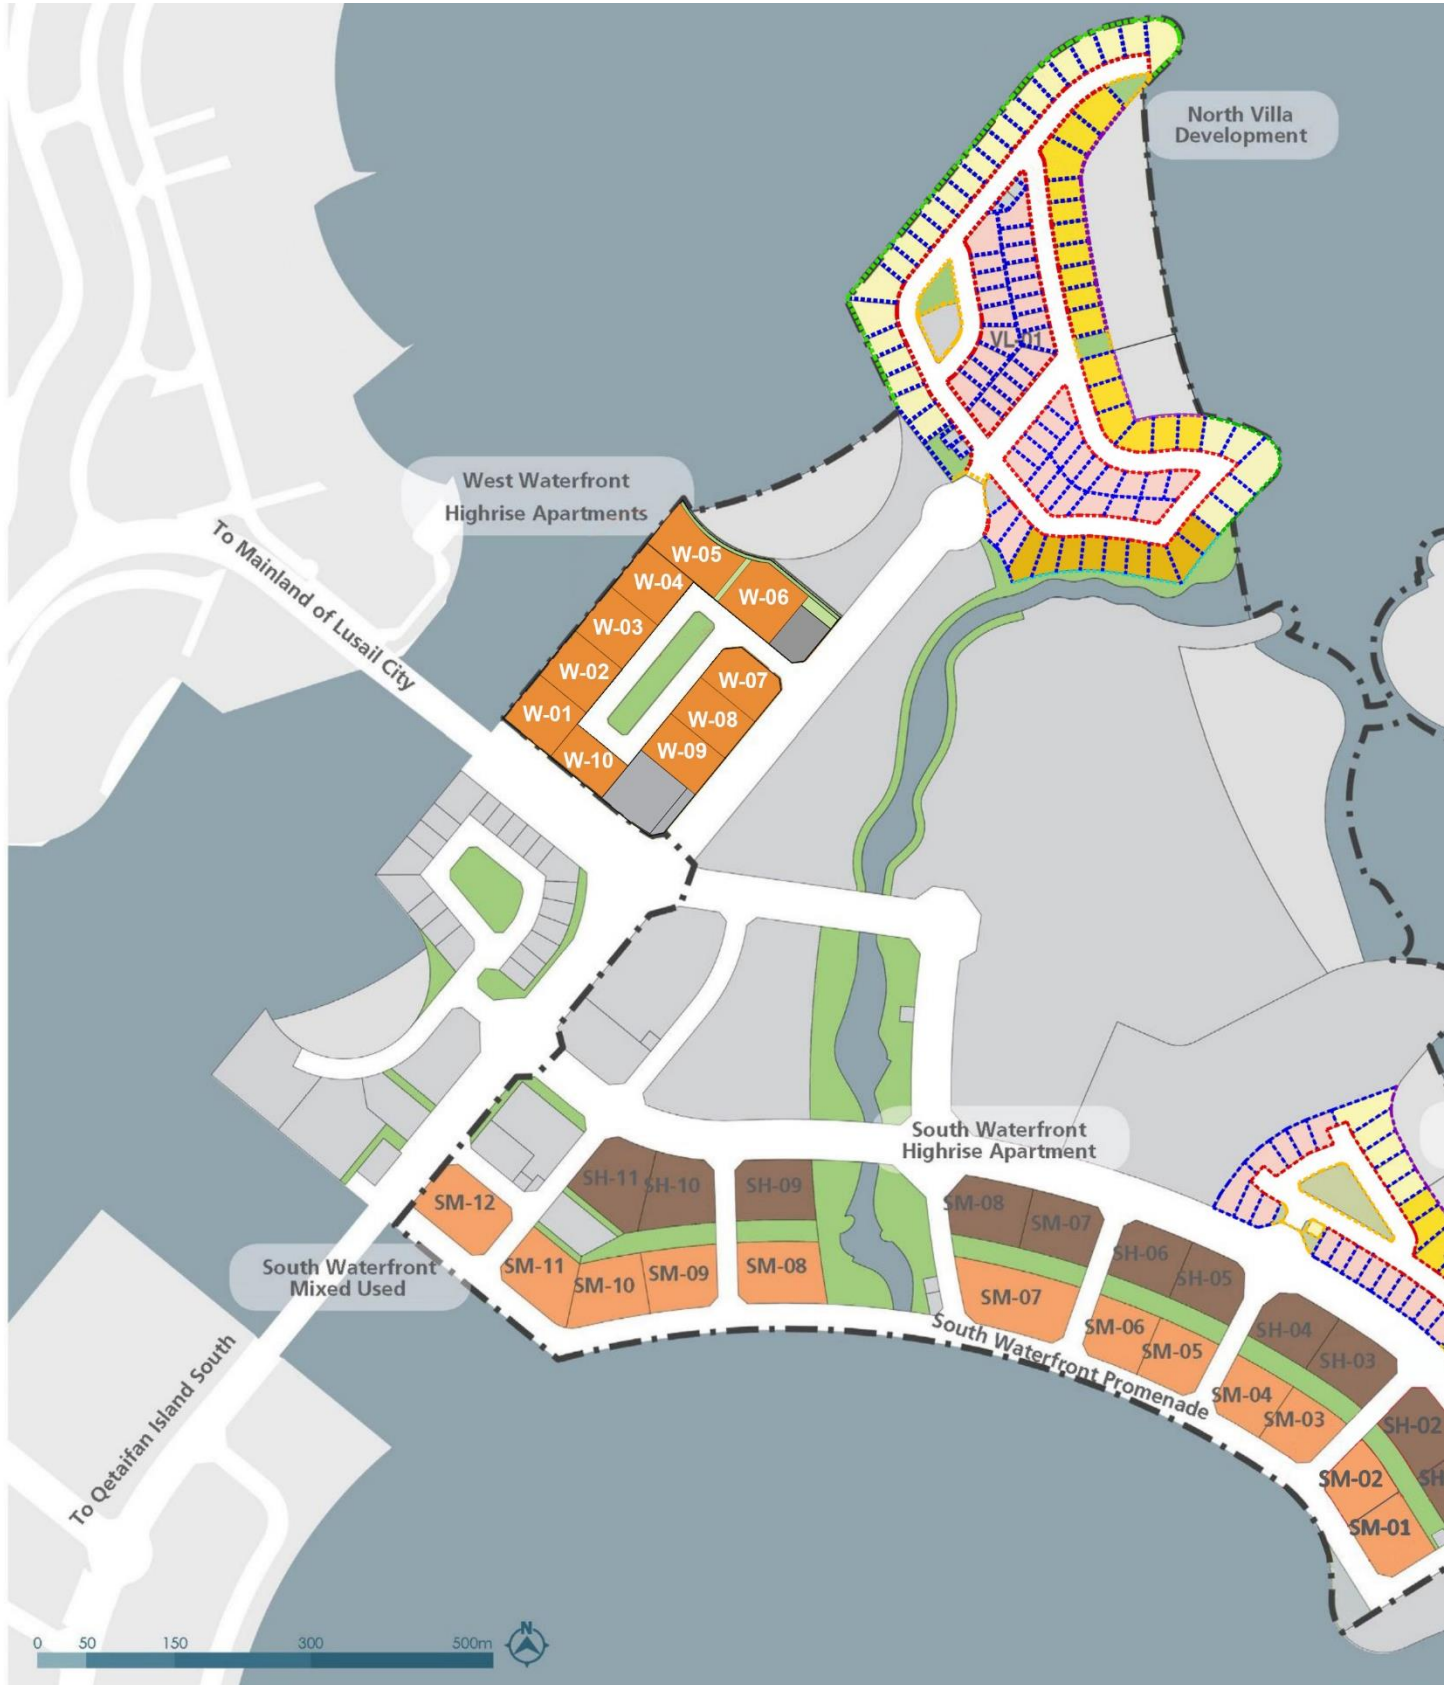 North Villa
Development
VL-01
West Waterfront
Highrise Apartments
To Mainland of Lusail City
W-05
W-04
W-06
W-03
W-02
W-07
W-01
W-08
W-09
W-10
South Waterfront
Highrise Apartment
SH-11
SH-10
SH-09
SM-12
SM-08
SM-07
SH-06
SH-05
SM-11
SM-10
SM-09
SM-08
SM-07
South Waterfront
Mixed Used
SM-06
SM-05
SH-04
SH-03
South Waterfront Promenade
SM-04
SM-03
SH-02
SH
SM-02
SM-01
To Qetaifan Island South
0 50 150 300 500m
N